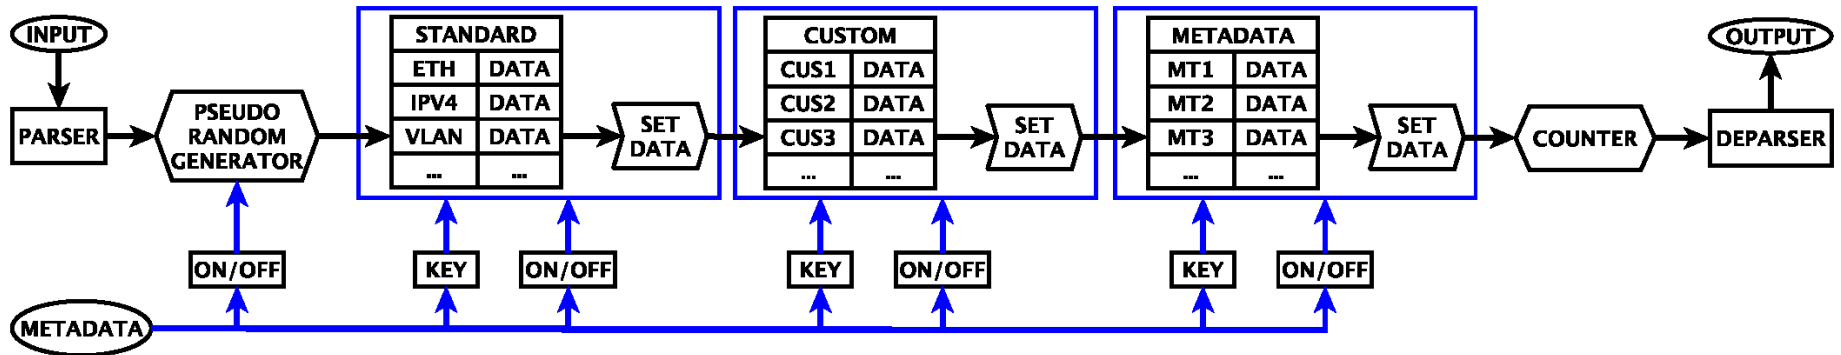 INPUT
PARSER
PSEUDO
RANDOM
GENERATOR
STANDARD
ETH DATA
IPV4 DATA
VLAN DATA
... ...
SET
DATA
CUSTOM
CUS1 DATA
CUS2 DATA
CUS3 DATA
... ...
SET
DATA
METADATA
MT1 DATA
MT2 DATA
MT3 DATA
... ...
SET
DATA
COUNTER
OUTPUT
DEPARSER
ON/OFF
KEY
ON/OFF
KEY
ON/OFF
KEY
ON/OFF
METADATA